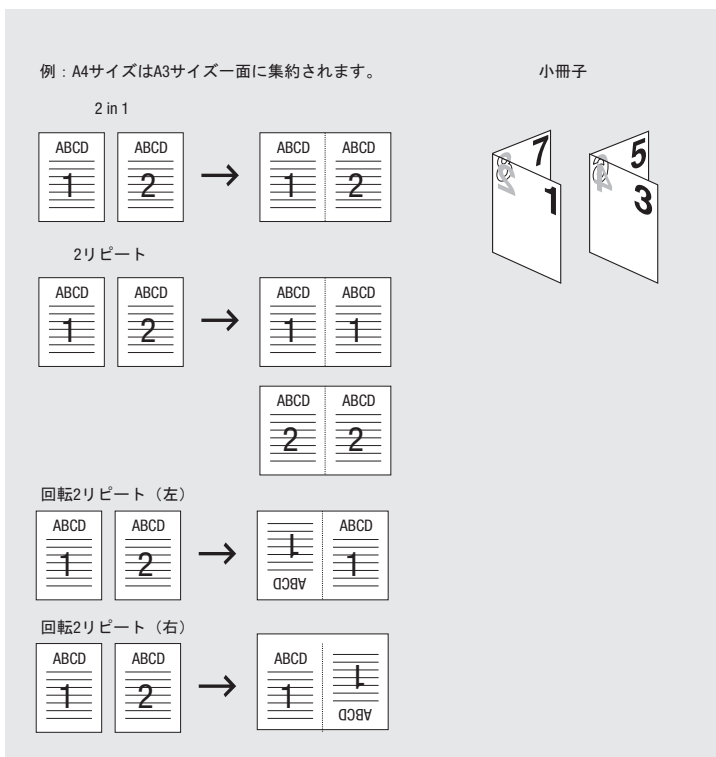 例：A4サイズはA3サイズ一面に集約されます。
2 in 1
ABCD ABCD ABCD ABCD
1 2 → 1 2
2リピート
ABCD ABCD ABCD ABCD
1 2 → 1 1
ABCD ABCD
2 2
回転2リピート（左）
ABCD ABCD ABCD
1 2 → 1 1
ABCD
回転2リピート（右）
ABCD ABCD ABCD
1 2 → 1 1
ABCD
小冊子
7 5
1 3